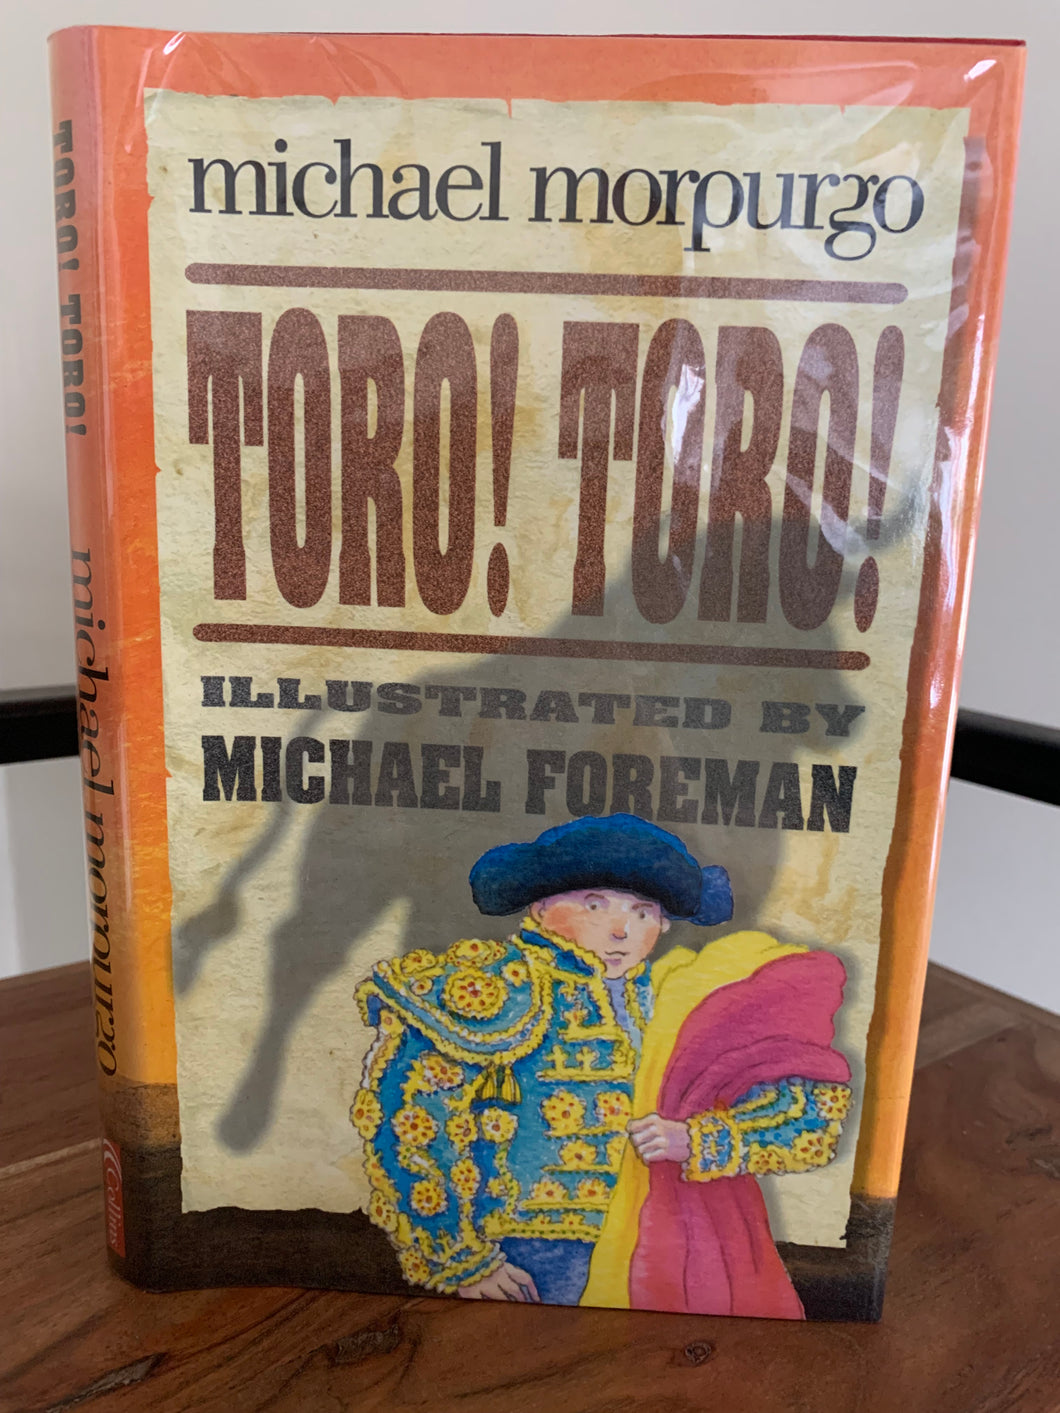 michael morpurgo
TORO! TORO!
ILLUSTRATED BY
MICHAEL FOREMAN
TORO! TORO! michael morpurgo
Collins